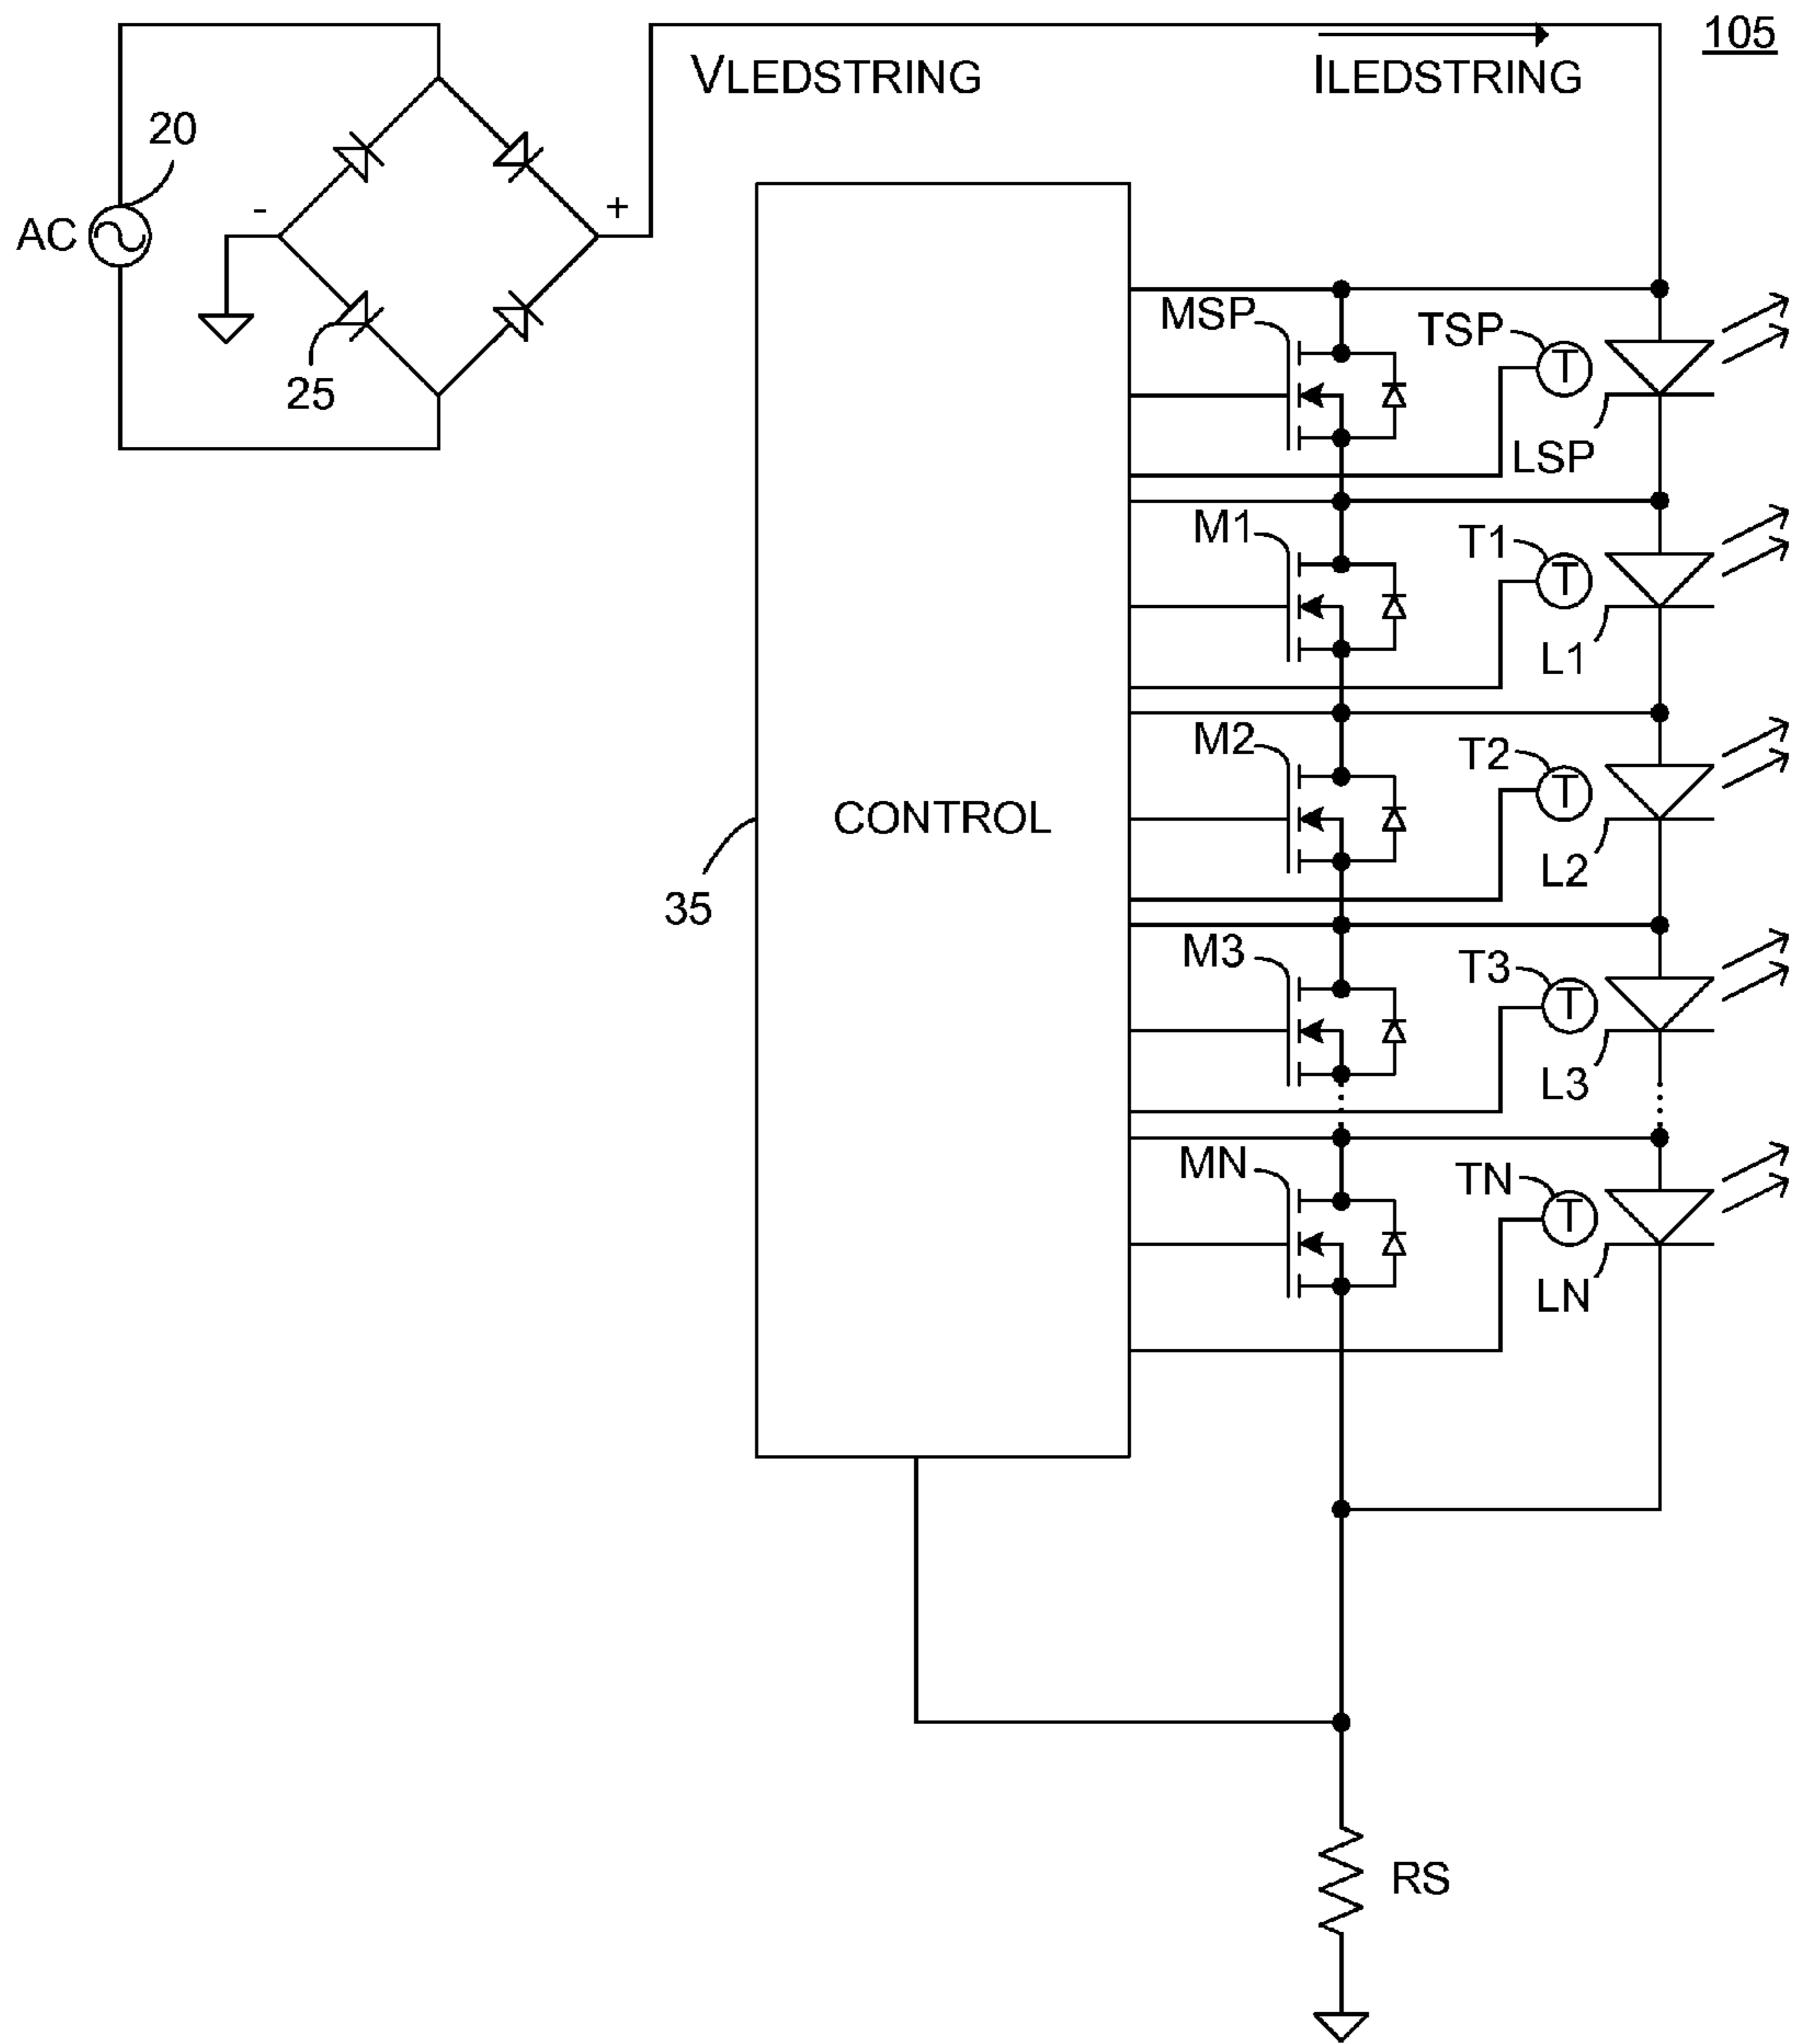 105
VLEDSTRING
ILEDSTRING
20
AC
-
+
25
MSP
TSP
T
LSP
M1
T1
T
L1
M2
T2
T
L2
CONTROL
35
M3
T3
T
L3
MN
TN
T
LN
RS